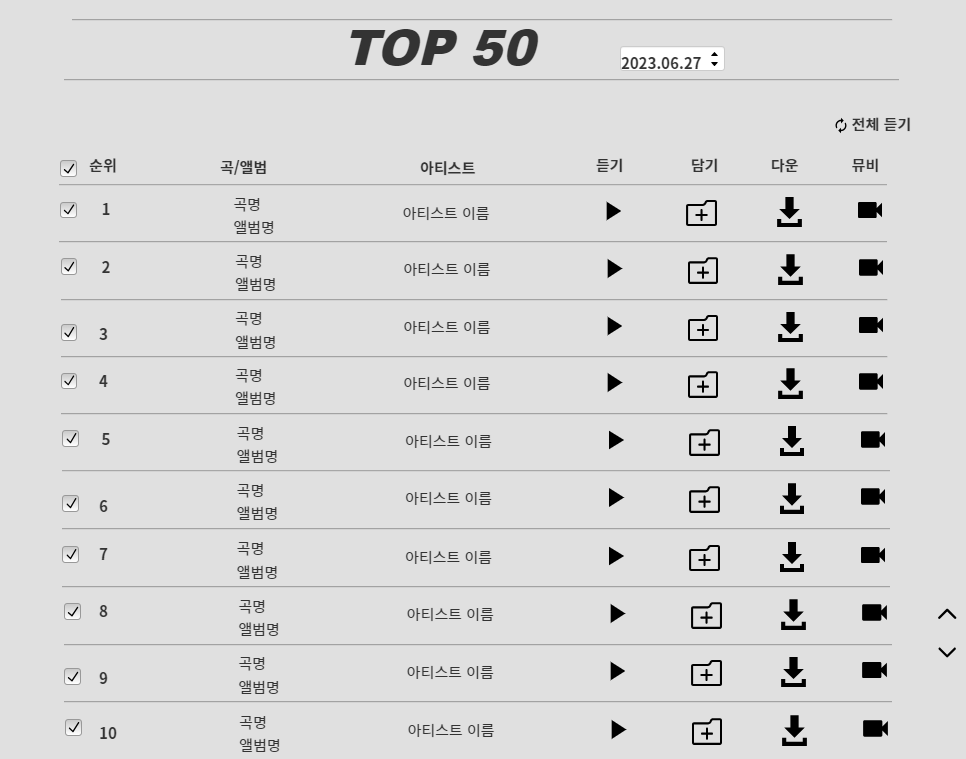 TOP 50
2023.06.27
전체 듣기
순위 곡/앨범 아티스트 듣기 담기 다운 뮤비
1 곡명 아티스트 이름
앨범명
2 곡명 아티스트 이름
앨범명
3 곡명 아티스트 이름
앨범명
4 곡명 아티스트 이름
앨범명
5 곡명 아티스트 이름
앨범명
6 곡명 아티스트 이름
앨범명
7 곡명 아티스트 이름
앨범명
8 곡명 아티스트 이름
앨범명
9 곡명 아티스트 이름
앨범명
10 곡명 아티스트 이름
앨범명